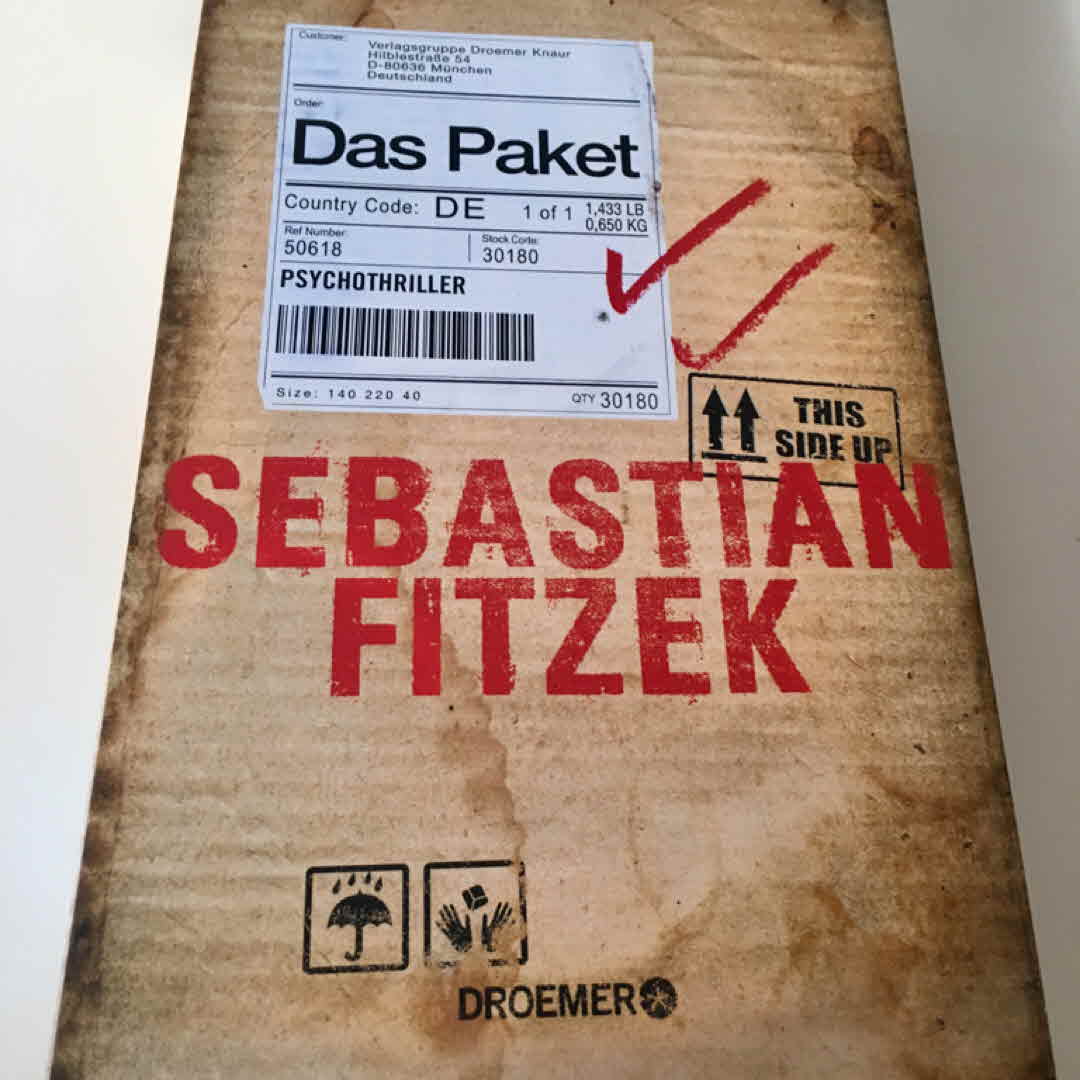 Customer:
Verlagsgruppe Droemer Knaur
Hilblestraße 54
D-80636 München
Deutschland
Order:
Das Paket
Country Code: DE 1 of 1 1,433 LB
0,650 KG
Ref Number:
50618
Stock Corte:
30180
PSYCHOTHRILLER
Size: 140 220 40
QTY 30180
THIS
SIDE UP
SEBASTIAN
FITZEK
DROEMER